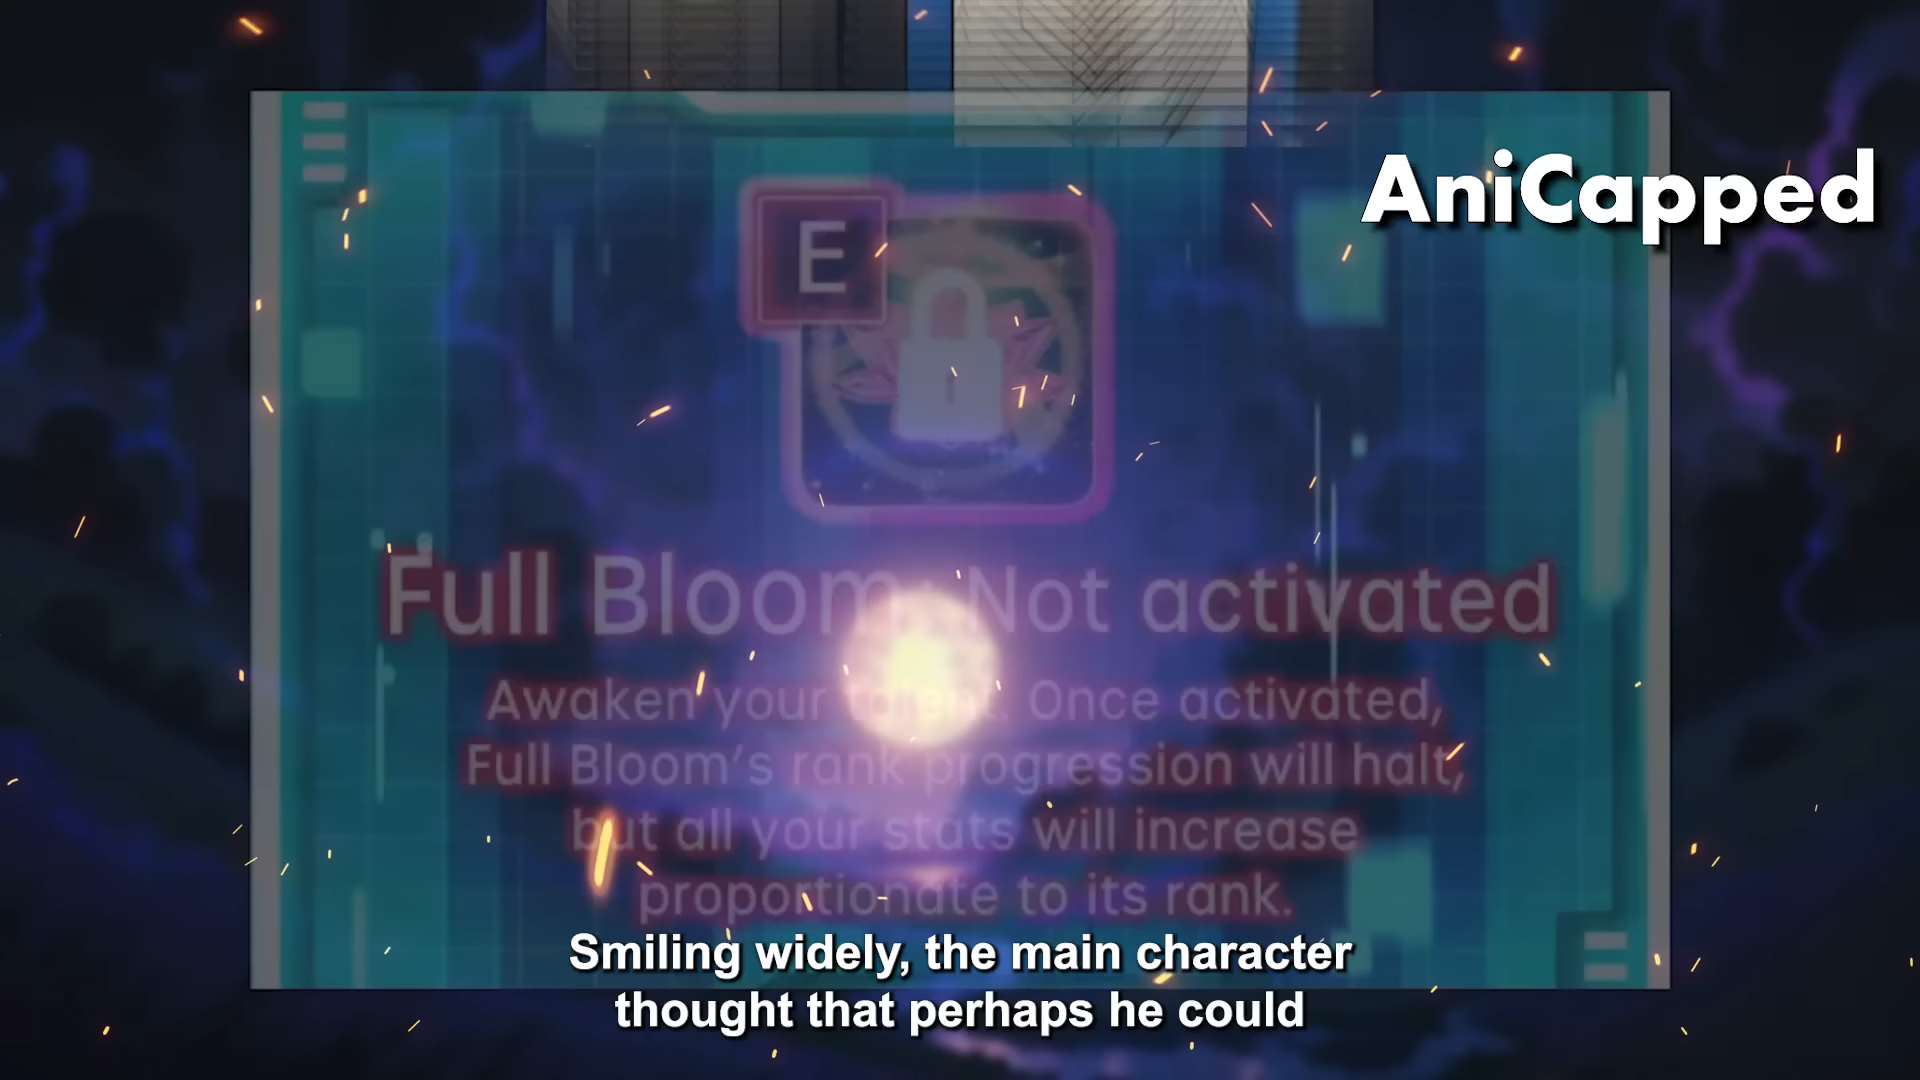 AniCapped
E
Full Bloom: Not activated
Awaken your talent. Once activated,
Full Bloom's rank progression will halt,
but all your stats will increase
proportionate to its rank.
Smiling widely, the main character
thought that perhaps he could